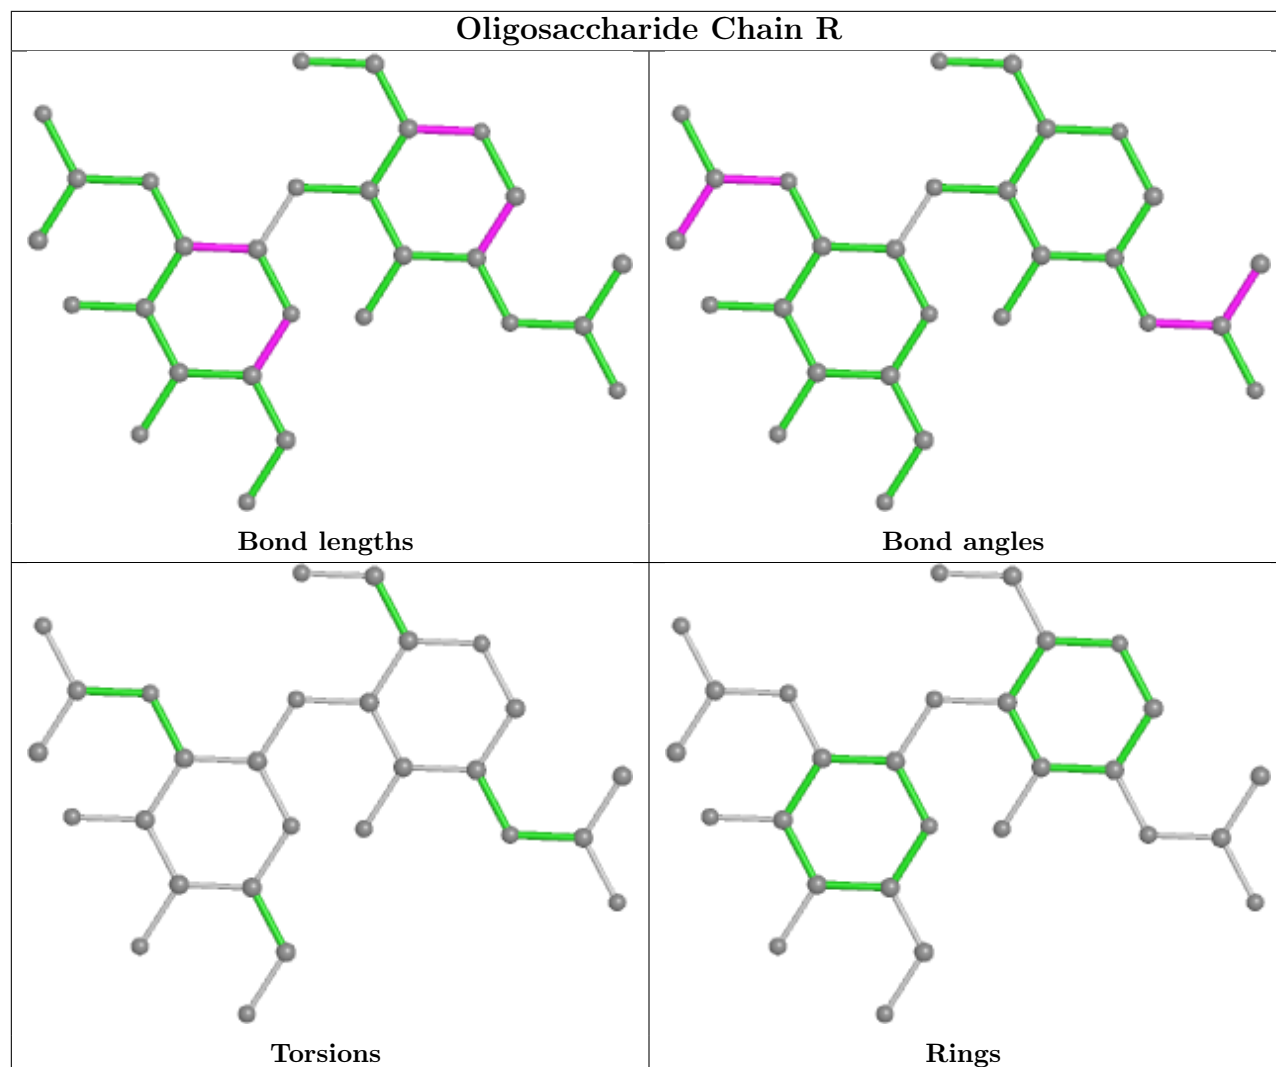 Oligosaccharide Chain R
Bond lengths
Bond angles
Torsions
Rings